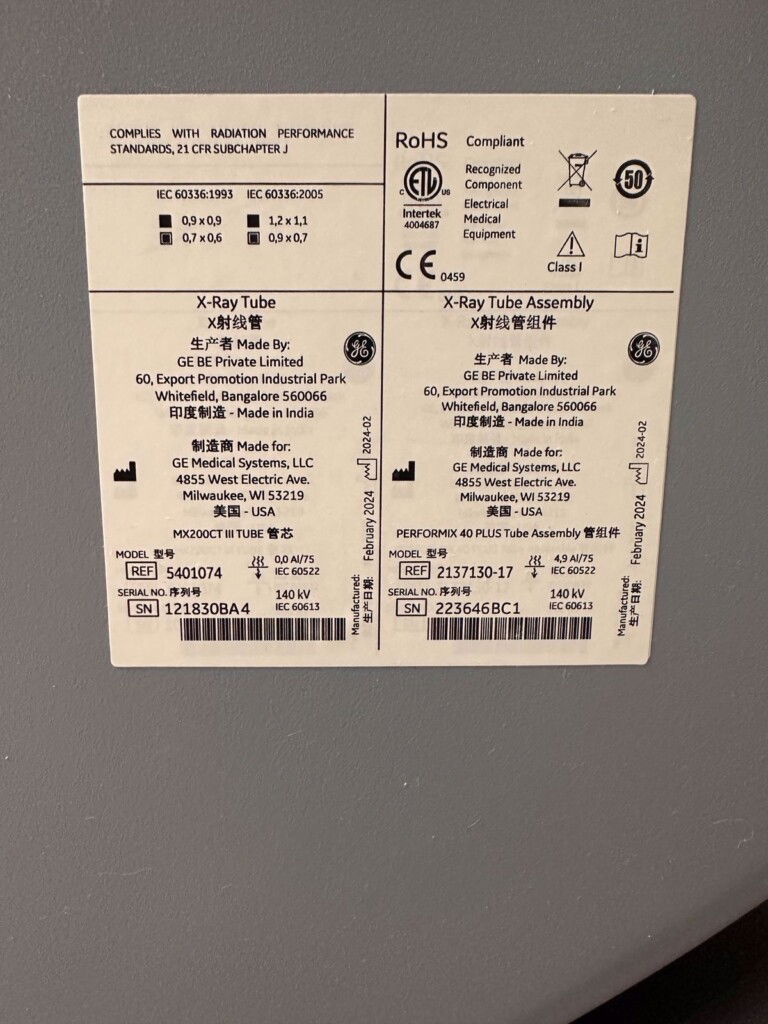 COMPLIES WITH RADIATION PERFORMANCE
STANDARDS, 21 CFR SUBCHAPTER J
IEC 60336:1993 IEC 60336:2005
0,9 x 0,9 1,2 x 1,1
0,7 x 0,6 0,9 x 0,7
RoHS Compliant
C ETL US
Intertek
4004687
Recognized
Component
Electrical
Medical
Equipment
50
CE 0459
Class I
X-Ray Tube
X射线管
生产者 Made By:
GE BE Private Limited
60, Export Promotion Industrial Park
Whitefield, Bangalore 560066
印度制造 - Made in India
制造商 Made for:
GE Medical Systems, LLC
4855 West Electric Ave.
Milwaukee, WI 53219
美国 - USA
MX200CT III TUBE 管芯
MODEL 型号
REF 5401074
0,0 Al/75
IEC 60522
SERIAL NO. 序列号
SN 121830BA4
140 kV
IEC 60613
Manufactured: February 2024 2024-02
生产日期:
GE
X-Ray Tube Assembly
X射线管组件
生产者 Made By:
GE BE Private Limited
60, Export Promotion Industrial Park
Whitefield, Bangalore 560066
印度制造 - Made in India
制造商 Made for:
GE Medical Systems, LLC
4855 West Electric Ave.
Milwaukee, WI 53219
美国 - USA
PERFORMIX 40 PLUS Tube Assembly 管组件
MODEL 型号
REF 2137130-17
4,9 Al/75
IEC 60522
SERIAL NO. 序列号
SN 223646BC1
140 kV
IEC 60613
Manufactured: February 2024 2024-02
生产日期:
GE